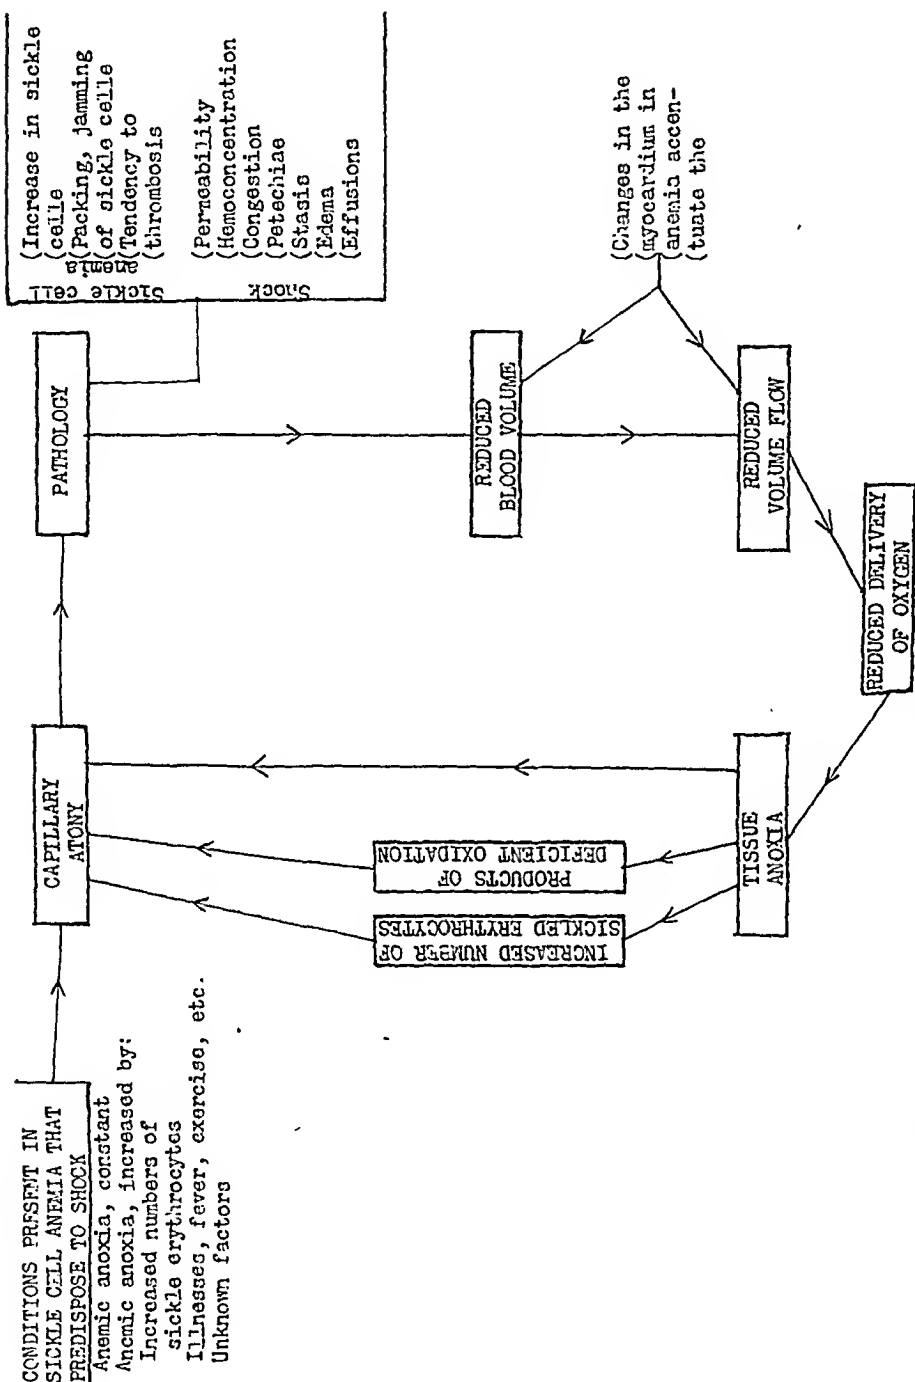 CONDITIONS PRESENT IN
SICKLE CELL ANEMIA THAT
PREDISPOSE TO SHOCK
Anemic anoxia, constant
Anemic anoxia, increased by:
Increased numbers of
sickle erythrocytes
Illnesses, fever, exercise, etc.
Unknown factors
CAPILLARY
ATONY
PATHOLOGY
Sickle cell
anemia
(Increase in sickle
(celle
(Packing, jamming
(of sickle celle
(Tendency to
(thrombosis
Shock
(Permeability
(Hemoconcentration
(Congestion
(Petechiae
(Stasis
(Edema
(Effusions
INCREASED NUMBER OF
SICKLED ERYTHROCYTES
PRODUCTS OF
DEFICIENT OXIDATION
REDUCED
BLOOD VOLUME
(Changes in the
(myocardium in
(anemia accen-
(tuate the
TISSUE
ANOXIA
REDUCED
VOLUME FLOW
REDUCED DELIVERY
OF OXYGEN